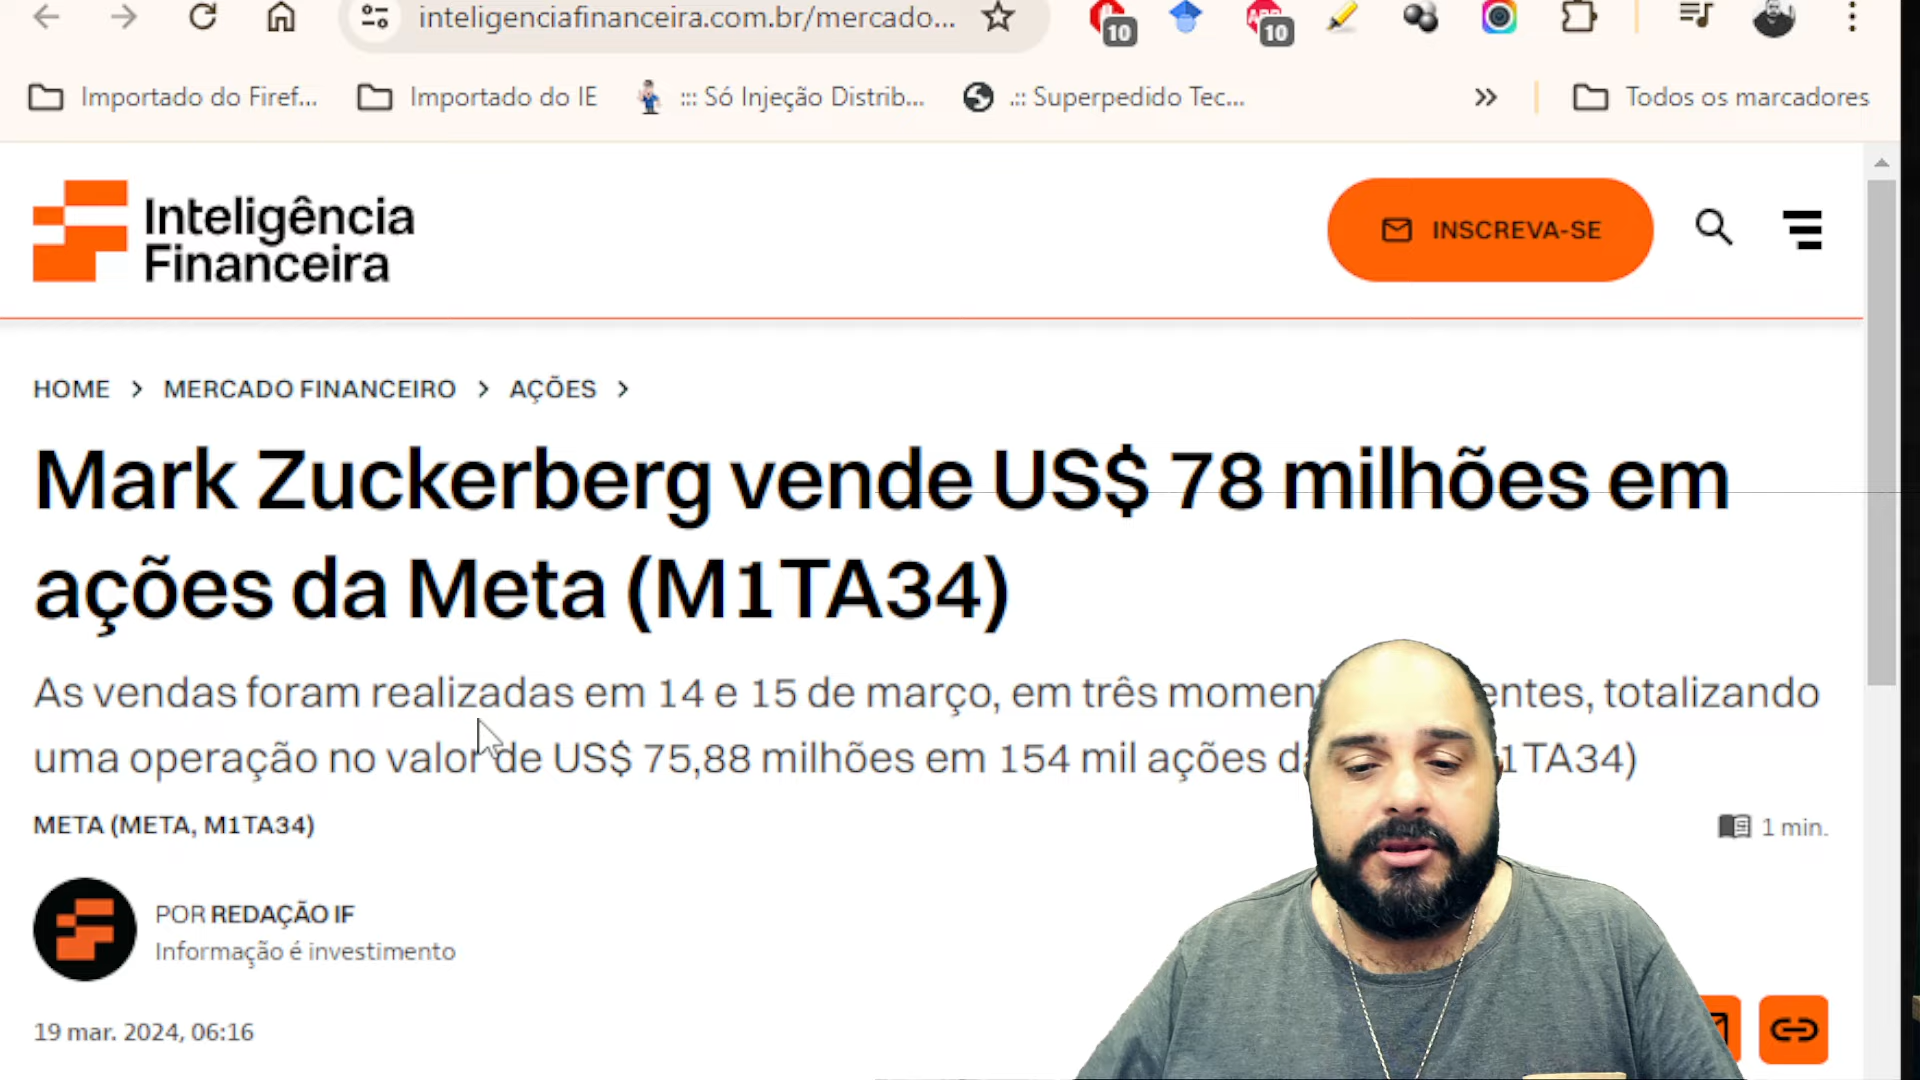 inteligenciafinanceira.com.br/mercado...
10
10
Importado do Firef...
Importado do IE
::: Só Injeção Distrib...
.:: Superpedido Tec...
Todos os marcadores
Inteligência
Financeira
INSCREVA-SE
HOME > MERCADO FINANCEIRO > AÇÕES >
Mark Zuckerberg vende US$ 78 milhões em
ações da Meta (M1TA34)
As vendas foram realizadas em 14 e 15 de março, em três totalizando
uma operação no valor de US$ 75,88 milhões em 154 mil ações
META (META, M1TA34)
1 min.
POR REDAÇÃO IF
Informação é investimento
19 mar. 2024, 06:16